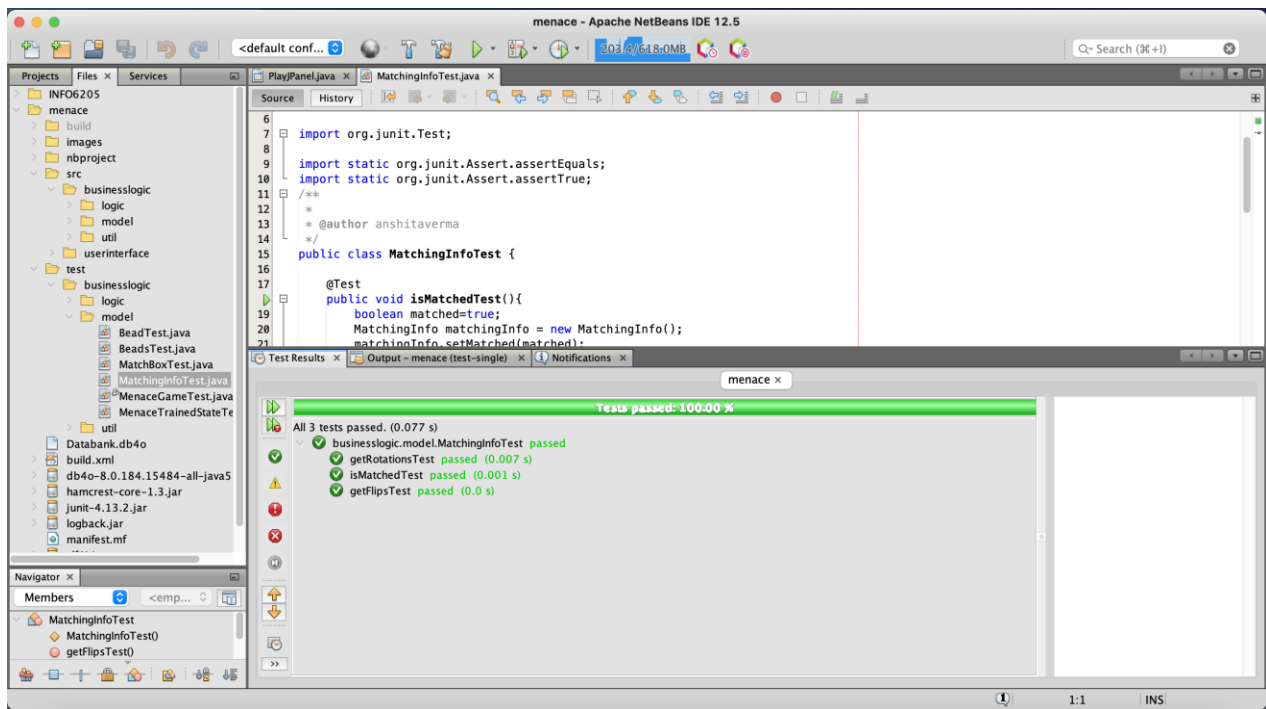 menace - Apache NetBeans IDE 12.5
<default conf... 203.4/618.0MB Search (⌘+I)
Projects Files × Services
PlayJPanel.java × MatchingInfoTest.java ×
Source History
INFO6205
menace
build
images
nbproject
src
businesslogic
logic
model
util
userinterface
test
businesslogic
logic
model
BeadTest.java
BeadsTest.java
MatchBoxTest.java
MatchingInfoTest.java
MenaceGameTest.java
MenaceTrainedStateTe
util
Databank.db4o
build.xml
db4o-8.0.184.15484-all-java5
hamcrest-core-1.3.jar
junit-4.13.2.jar
logback.jar
manifest.mf
6
7 import org.junit.Test;
8
9 import static org.junit.Assert.assertEquals;
10 import static org.junit.Assert.assertTrue;
11 /**
12 *
13 * @author anshitaverma
14 */
15 public class MatchingInfoTest {
16
17 @Test
public void isMatchedTest(){
19 boolean matched=true;
20 MatchingInfo matchingInfo = new MatchingInfo();
21 matchingInfo.setMatched(matched);
Test Results × Output – menace (test-single) × Notifications ×
menace ×
Tests passed: 100.00 %
All 3 tests passed. (0.077 s)
businesslogic.model.MatchingInfoTest passed
getRotationsTest passed (0.007 s)
isMatchedTest passed (0.001 s)
getFlipsTest passed (0.0 s)
>>
Navigator ×
Members <emp...
MatchingInfoTest
MatchingInfoTest()
getFlipsTest()
1 1:1 INS